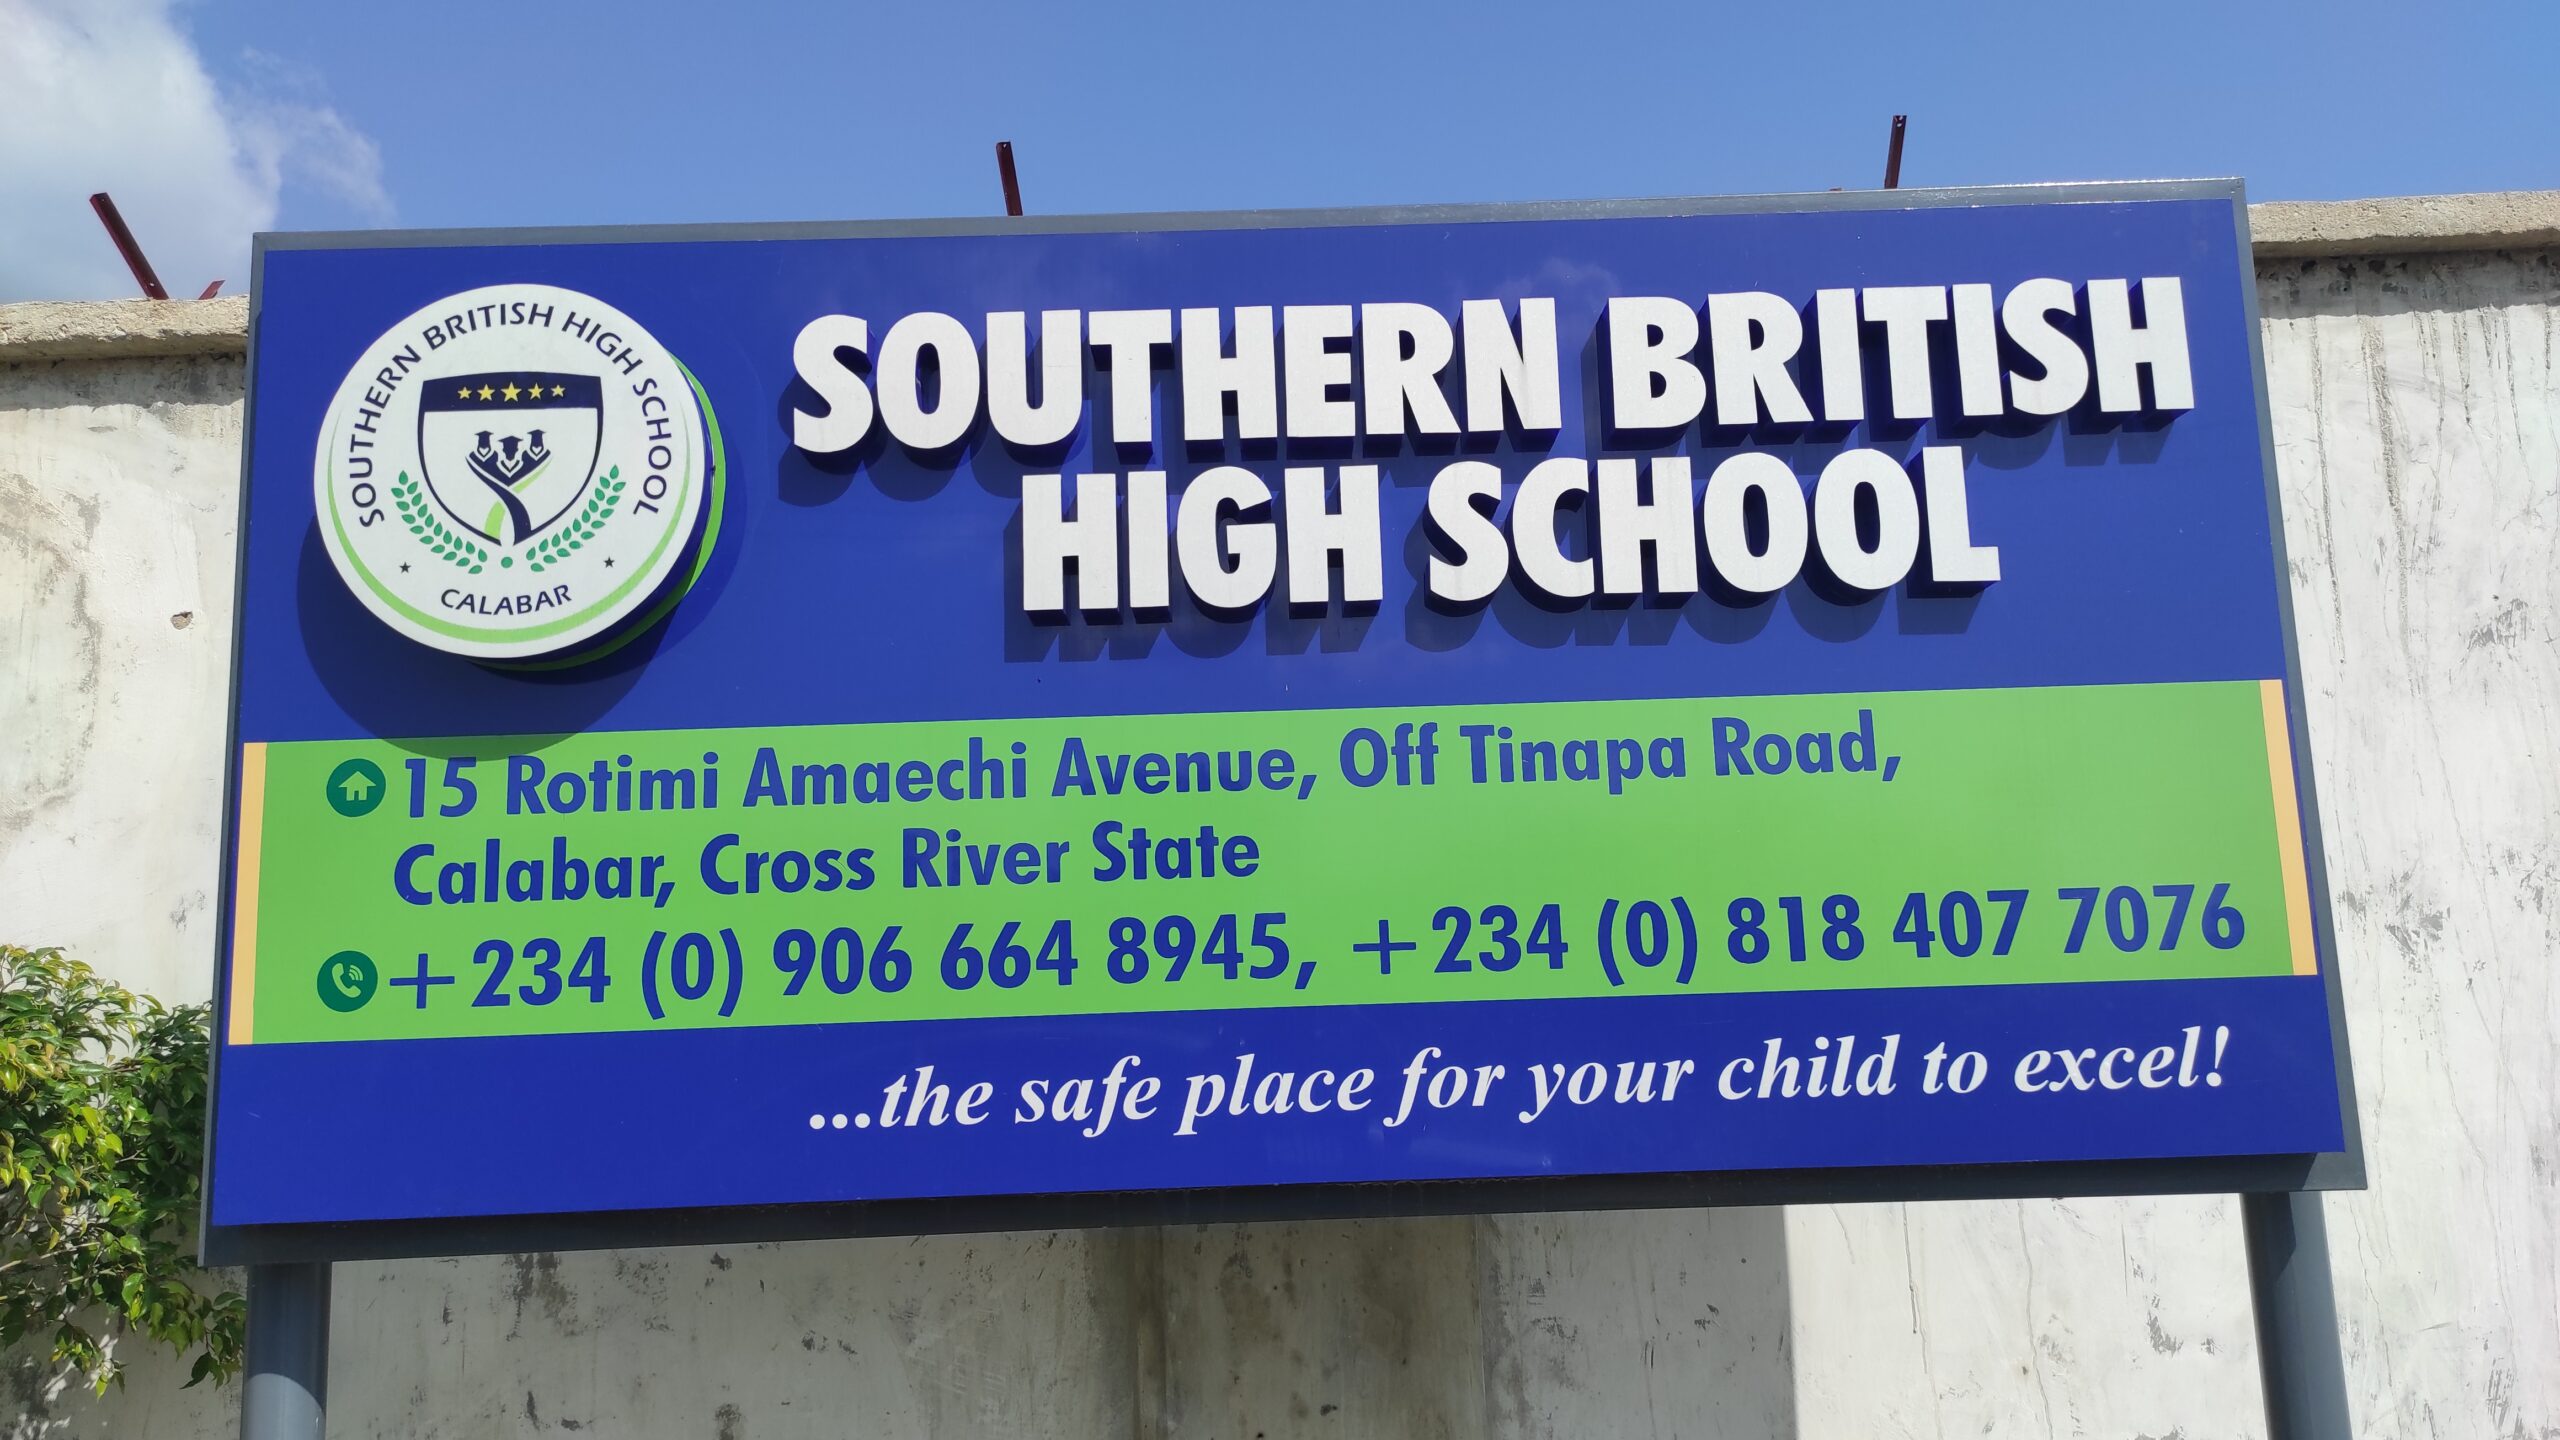 SOUTHERN BRITISH HIGH SCHOOL
CALABAR
SOUTHERN BRITISH
HIGH SCHOOL
15 Rotimi Amaechi Avenue, Off Tinapa Road,
Calabar, Cross River State
+234 (0) 906 664 8945, +234 (0) 818 407 7076
...the safe place for your child to excel!